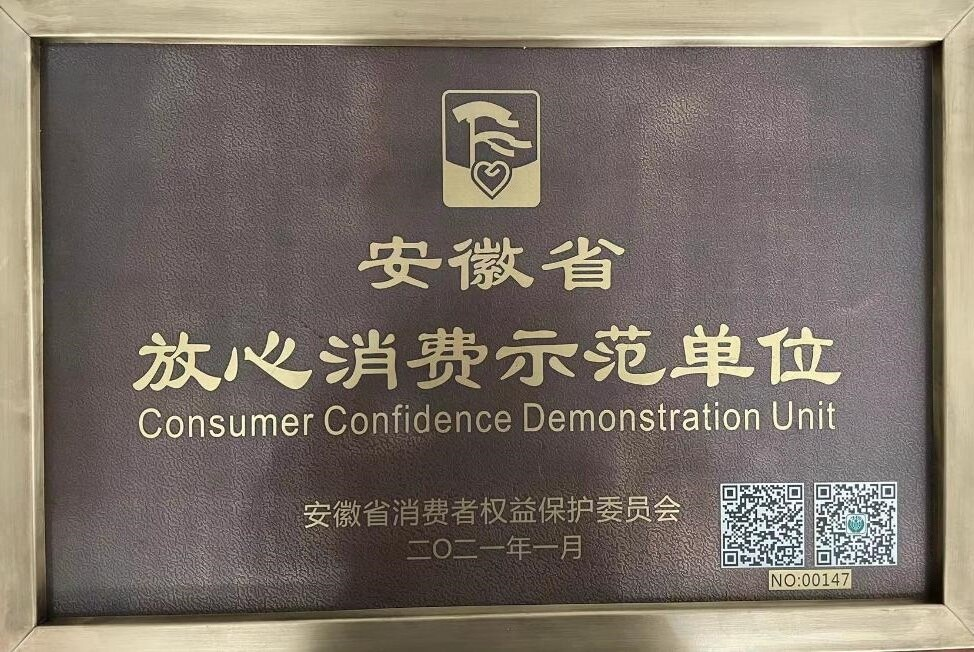 安徽省
放心消费示范单位
Consumer Confidence Demonstration Unit
安徽省消费者权益保护委员会
二〇二一年一月
NO:00147